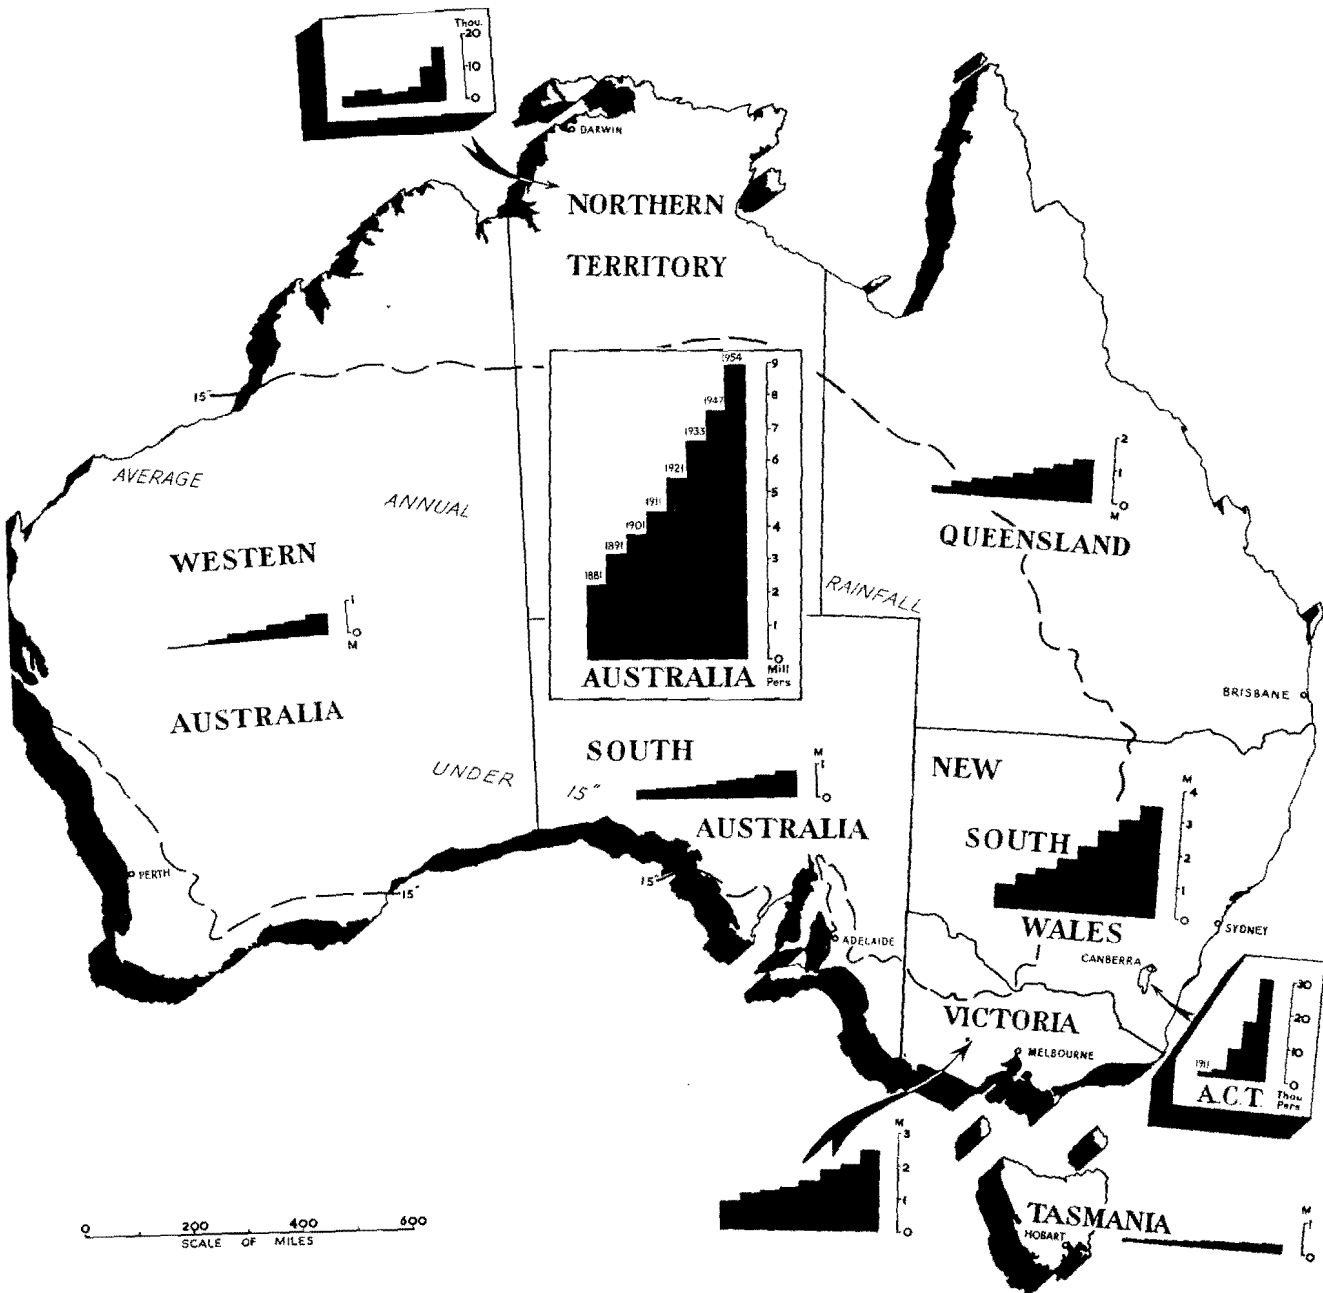 Thou.
20
10
0
DARWIN
NORTHERN
TERRITORY
15"
AVERAGE
ANNUAL
RAINFALL
UNDER
15"
1954
1947
1933
1921
1911
1901
1891
1881
9
8
7
6
5
4
3
2
1
0
Mill
Pers
AUSTRALIA
2
1
0
M
QUEENSLAND
WESTERN
1
0
M
AUSTRALIA
BRISBANE
SOUTH
M
1
0
AUSTRALIA
NEW
SOUTH
WALES
M
4
3
2
1
0
PERTH
15"
15"
ADELAIDE
SYDNEY
CANBERRA
VICTORIA
MELBOURNE
30
20
10
0
1911
A.C.T.
Thou
Pers
M
3
2
1
0
TASMANIA
HOBART
M
1
0
0 200 400 600
SCALE OF MILES